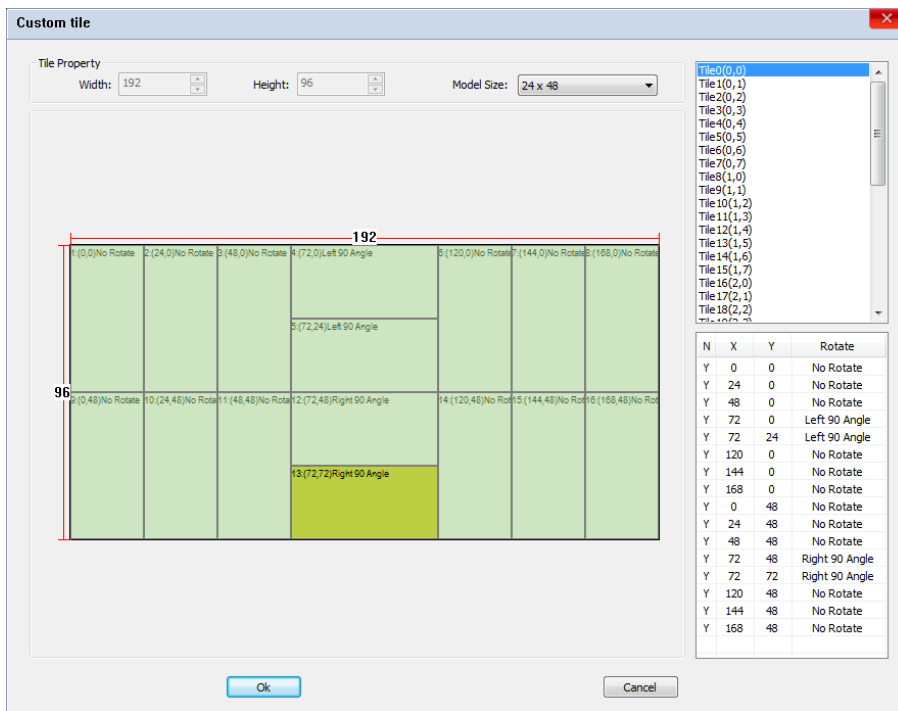 Custom tile
Tile Property
Width: 192 Height: 96 Model Size: 24 x 48
192
96
1:(0,0)No Rotate 2:(24,0)No Rotate 3:(48,0)No Rotate 4:(72,0)Left 90 Angle 6:(120,0)No Rotate 7:(144,0)No Rotate 8:(168,0)No Rotate
5:(72,24)Left 90 Angle
9:(0,48)No Rotate 10:(24,48)No Rota 11:(48,48)No Rota 12:(72,48)Right 90 Angle 14:(120,48)No Rot 15:(144,48)No Rot 16:(168,48)No Rot
13:(72,72)Right 90 Angle
Ok Cancel
Tile0(0,0)
Tile1(0,1)
Tile2(0,2)
Tile3(0,3)
Tile4(0,4)
Tile5(0,5)
Tile6(0,6)
Tile7(0,7)
Tile8(1,0)
Tile9(1,1)
Tile10(1,2)
Tile11(1,3)
Tile12(1,4)
Tile13(1,5)
Tile14(1,6)
Tile15(1,7)
Tile16(2,0)
Tile17(2,1)
Tile18(2,2)
N X Y Rotate
Y 0 0 No Rotate
Y 24 0 No Rotate
Y 48 0 No Rotate
Y 72 0 Left 90 Angle
Y 72 24 Left 90 Angle
Y 120 0 No Rotate
Y 144 0 No Rotate
Y 168 0 No Rotate
Y 0 48 No Rotate
Y 24 48 No Rotate
Y 48 48 No Rotate
Y 72 48 Right 90 Angle
Y 72 72 Right 90 Angle
Y 120 48 No Rotate
Y 144 48 No Rotate
Y 168 48 No Rotate